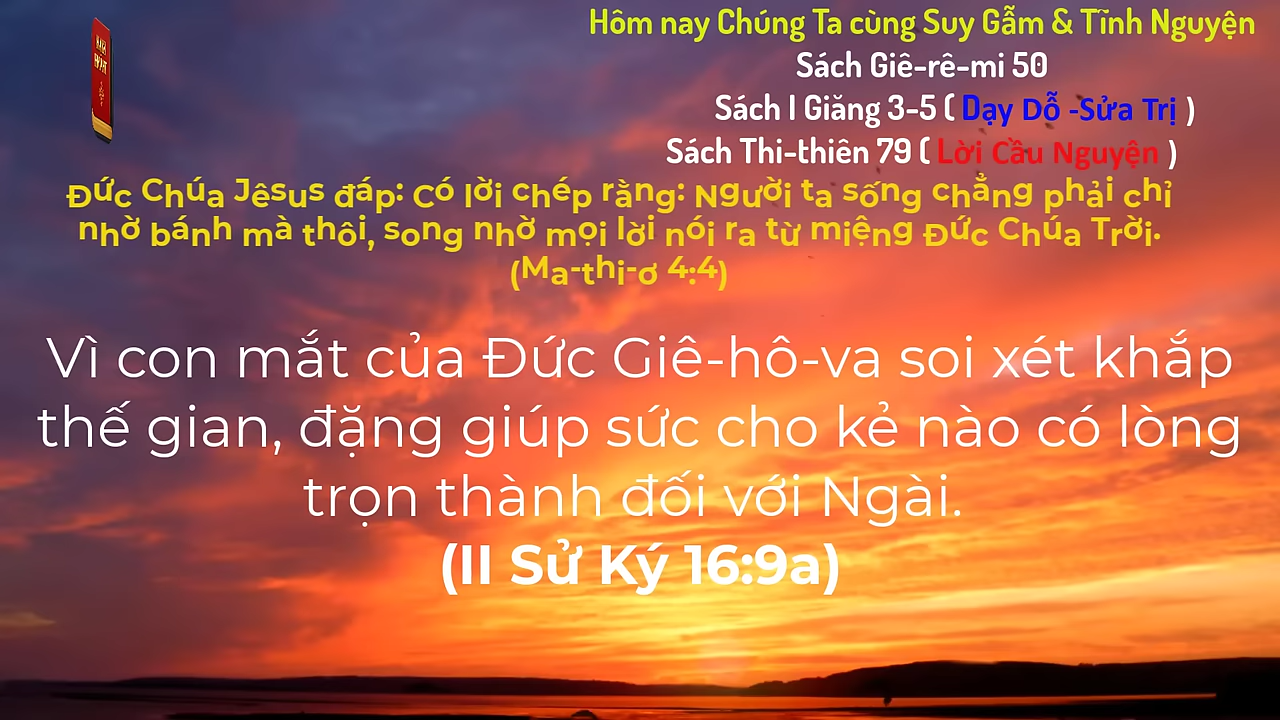 Hôm nay Chúng Ta cùng Suy Gẫm & Tĩnh Nguyện
Sách Giê-rê-mi 50
Sách I Giăng 3-5 ( Dạy Dỗ -Sửa Trị )
Sách Thi-thiên 79 ( Lời Cầu Nguyện )
Đức Chúa Jêsus đáp: Có lời chép rằng: Người ta sống chẳng phải chỉ
nhờ bánh mà thôi, song nhờ mọi lời nói ra từ miệng Đức Chúa Trời.
(Ma-thi-ơ 4:4)
Vì con mắt của Đức Giê-hô-va soi xét khắp
thế gian, đặng giúp sức cho kẻ nào có lòng
trọn thành đối với Ngài.
(II Sử Ký 16:9a)